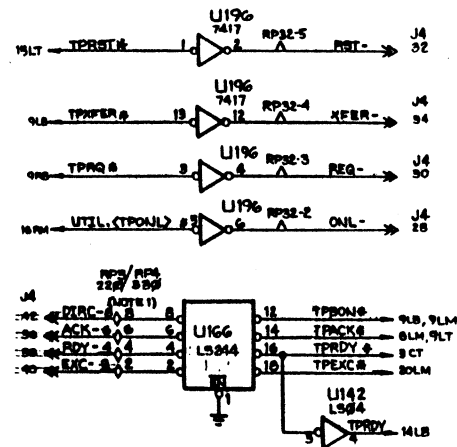 U196
7417
15LT TPRST* 1 2 RP32-5 RST- J4 32
U196
7417
9LB TPXFER* 13 12 RP32-4 XFER- J4 34
U196
9RB TPRQ* 3 4 RP32-3 REQ- J4 30
U196
UTIL.<TPONL> 5 6 RP32-2 ONL- J4 28
RP3/RP4
220/330
(NOTE 1)
J4
DIRC- 8 8 12 TPBON* 9LB, 9LM
ACK- 6 6 14 TPACK* 8LM, 9LT
RDY- 4 4 16 TPRDY* 3CT
EXC- 2 2 18 TPEXC* 20LM
U166
LS244
1
U142
LS04
3 4 TPRDY 14LB